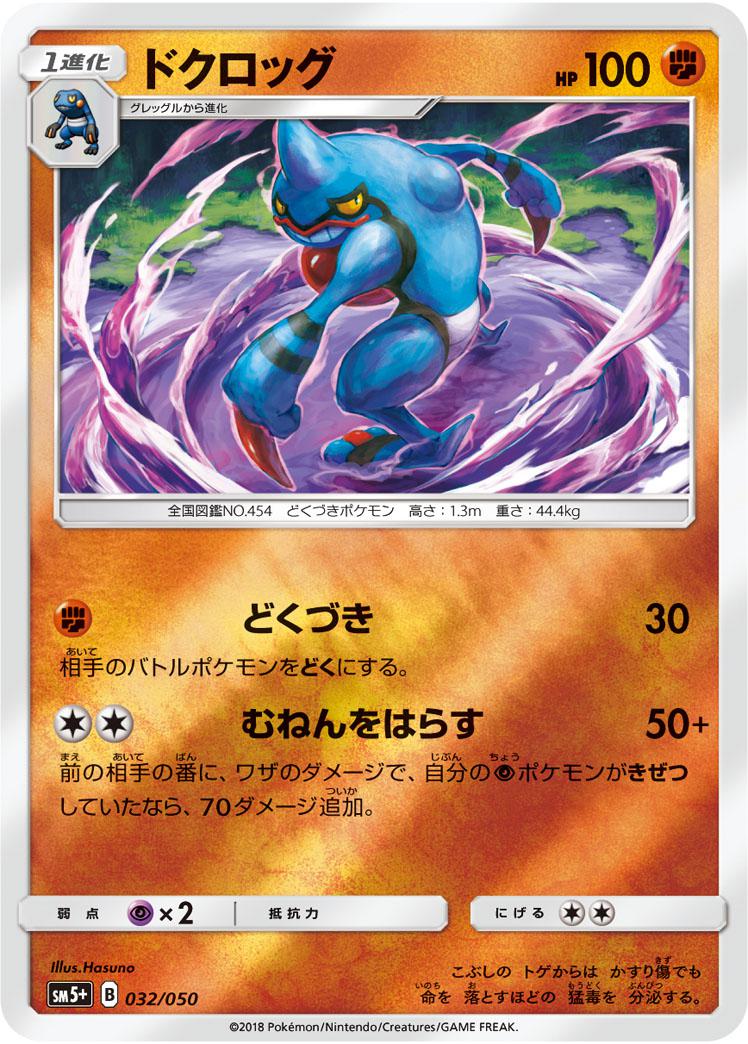 1進化 ドクロッグ HP 100
グレッグルから進化
全国図鑑NO.454 どくづきポケモン 高さ:1.3m 重さ:44.4kg
どくづき 30
相手のバトルポケモンをどくにする。
むねんをはらす 50+
前の相手の番に、ワザのダメージで、自分のポケモンがきぜつ
していたなら、70ダメージ追加。
弱点 ×2 抵抗力 にげる
Illus.Hasuno
こぶしの トゲからは かすり傷でも
命を 落とすほどの 猛毒を 分泌する。
SM5+ B 032/050
©2018 Pokémon/Nintendo/Creatures/GAME FREAK.